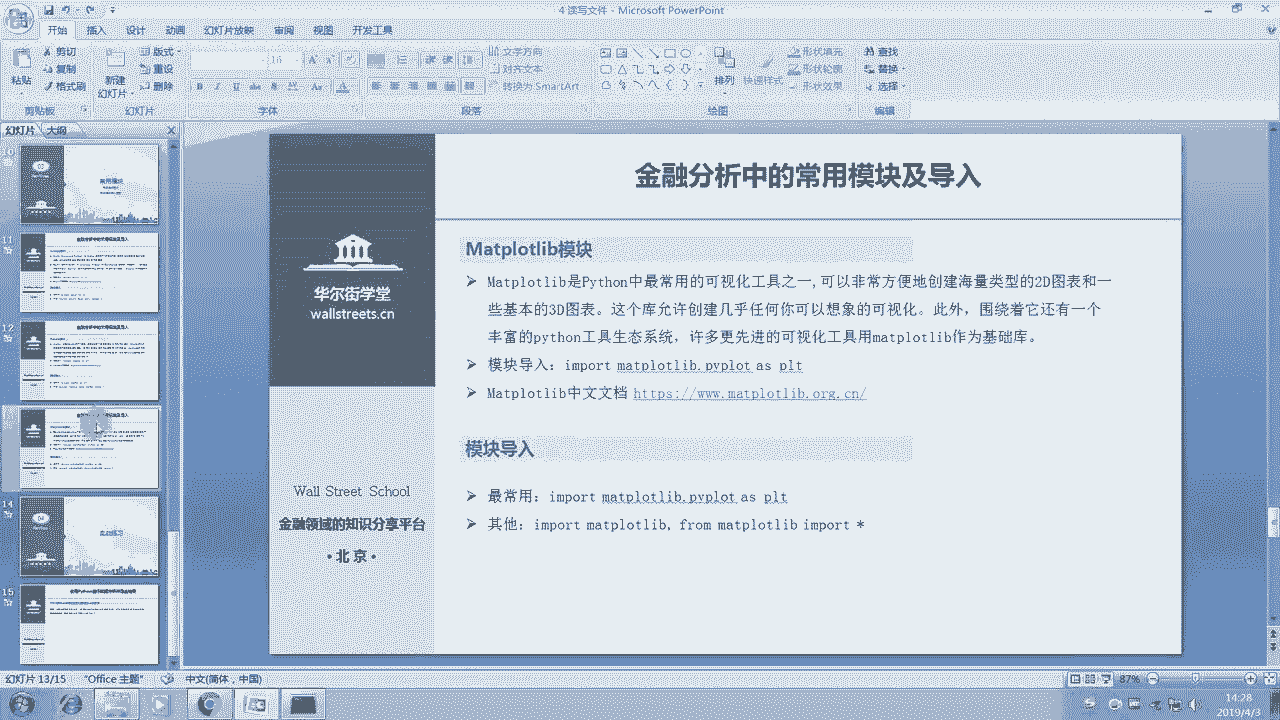 4 读写文件 - Microsoft PowerPoint
开始 插入 设计 动画 幻灯片放映 审阅 视图 开发工具
剪切 版式 16 文字方向 形状填充 查找
粘贴 复制 新建 重设 对齐文本 排列 快速样式 形状轮廓 替换
格式刷 幻灯片 删除 转换为 SmartArt 形状效果 选择
剪贴板 幻灯片 字体 段落 绘图 编辑
幻灯片 大纲
金融分析中的常用模块及导入
Matplotlib模块
Matplotlib是Python中最常用的可视化工具之一,可以非常方便地创建海量类型的2D图表和一
些基本的3D图表。这个库允许创建几乎任何你可以想象的可视化。此外，围绕着它还有一个
丰富的Python工具生态系统，许多更先进的可视化工具用matplotlib作为基础库。
模块导入：import matplotlib.pyplot as plt
Matplotlib中文文档 https://www.matplotlib.org.cn/
模块导入
最常用：import matplotlib.pyplot as plt
其他：import matplotlib, from matplotlib import *
华尔街学堂
wallstreets.cn
Wall Street School
金融领域的知识分享平台
• 北 京 •
12
14
15
幻灯片 13/15 "Office 主题" 中文(简体，中国) 87%
14:28
2019/4/3